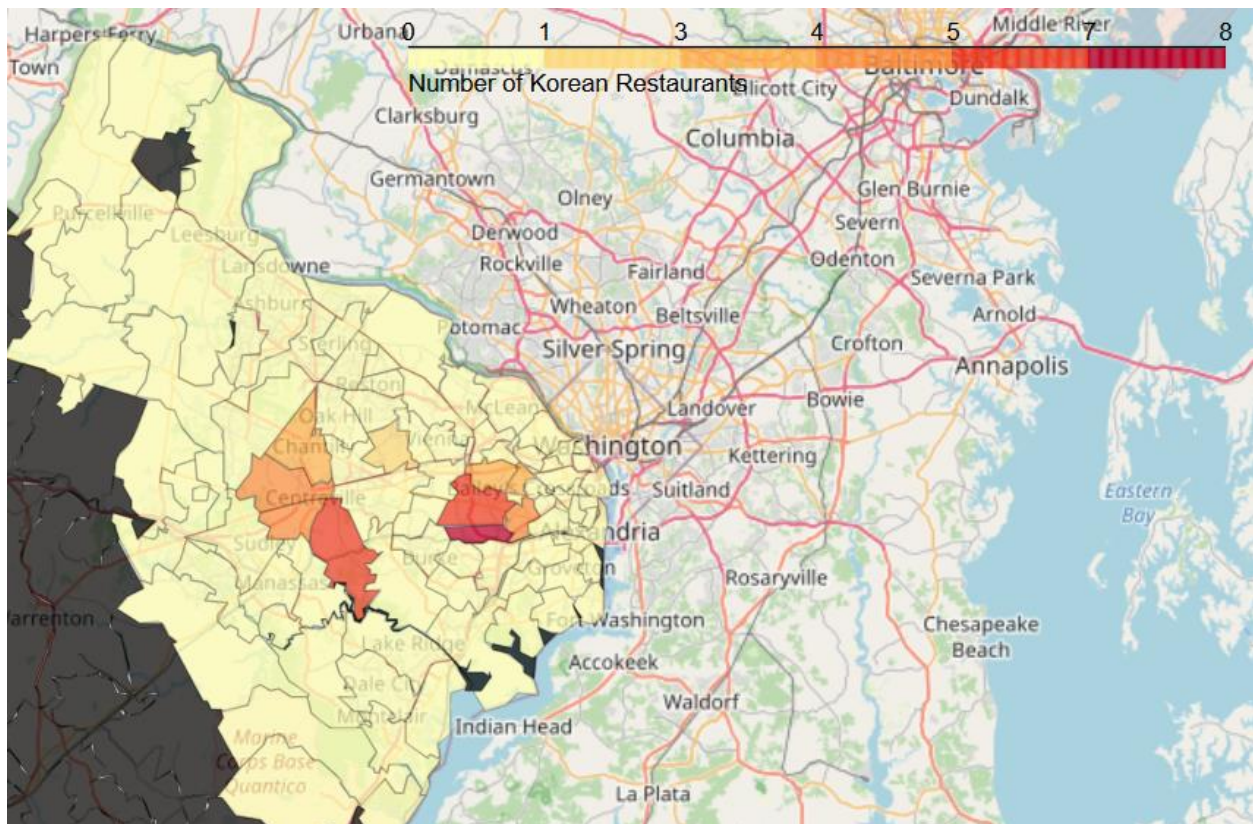 Harpers Ferry
Urbana
0 1 3 4 5 7 8
Middle River
Town
Damascus
Baltimore
Number of Korean Restaurants
Ellicott City
Dundalk
Clarksburg
Columbia
Germantown
Olney
Glen Burnie
Purcellville
Leesburg
Derwood
Severn
Lansdowne
Rockville
Fairland
Odenton
Severna Park
Ashburn
Wheaton
Beltsville
Arnold
Potomac
Sterling
Silver Spring
Crofton
Annapolis
Reston
McLean
Landover
Bowie
Oak Hill
Chantilly
Vienna
Washington
Kettering
Centreville
Bailey's Crossroads
Suitland
Eastern
Bay
Sudley
Alexandria
Burke
Groveton
Manassas
Rosaryville
arrenton
Fort Washington
Chesapeake
Beach
Lake Ridge
Accokeek
Dale City
Waldorf
Montclair
Indian Head
Marine
Corps Base
Quantico
La Plata